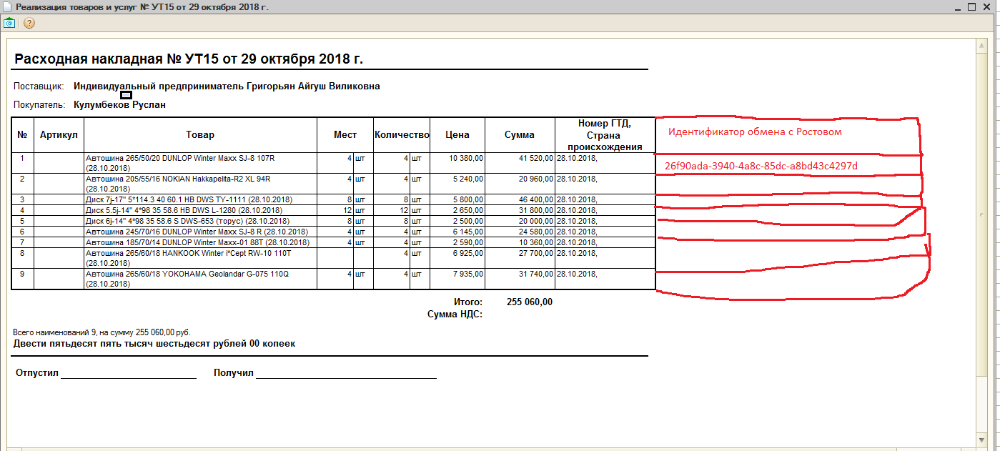 Реализация товаров и услуг № УТ15 от 29 октября 2018 г.
Расходная накладная № УТ15 от 29 октября 2018 г.
Поставщик: Индивидуальный предприниматель Григорьян Айгуш Виликовна
Покупатель: Кулумбеков Руслан
№ Артикул Товар Мест Количество Цена Сумма Номер ГТД, Страна происхождения Идентификатор обмена с Ростовом
1 Автошина 265/50/20 DUNLOP Winter Maxx SJ-8 107R 4 шт 4 шт 10 380,00 41 520,00 28.10.2018, 26f90ada-3940-4a8c-85dc-a8bd43c4297d
(28.10.2018)
2 Автошина 205/55/16 NOKIAN Hakkapelita-R2 XL 94R 4 шт 4 шт 5 240,00 20 960,00 28.10.2018,
(28.10.2018)
3 Диск 7j-17" 5*114.3 40 60.1 HB DWS TY-1111 (28.10.2018) 8 шт 8 шт 5 800,00 46 400,00 28.10.2018,
4 Диск 5.5j-14" 4*98 35 58.6 HB DWS L-1280 (28.10.2018) 12 шт 12 шт 2 650,00 31 800,00 28.10.2018,
5 Диск 6j-14" 4*98 35 58.6 S DWS-653 (торус) (28.10.2018) 8 шт 8 шт 2 500,00 20 000,00 28.10.2018,
6 Автошина 245/70/16 DUNLOP Winter Maxx SJ-8 R (28.10.2018) 4 шт 4 шт 6 145,00 24 580,00 28.10.2018,
7 Автошина 185/70/14 DUNLOP Winter Maxx-01 88T (28.10.2018) 4 шт 4 шт 2 590,00 10 360,00 28.10.2018,
8 Автошина 265/60/18 HANKOOK Winter i*Cept RW-10 110T 4 шт 6 925,00 27 700,00 28.10.2018,
(28.10.2018)
9 Автошина 265/60/18 YOKOHAMA Geolandar G-075 110Q 4 шт 4 шт 7 935,00 31 740,00 28.10.2018,
(28.10.2018)
Итого: 255 060,00
Сумма НДС:
Всего наименований 9, на сумму 255 060,00 руб.
Двести пятьдесят пять тысяч шестьдесят рублей 00 копеек
Отпустил Получил